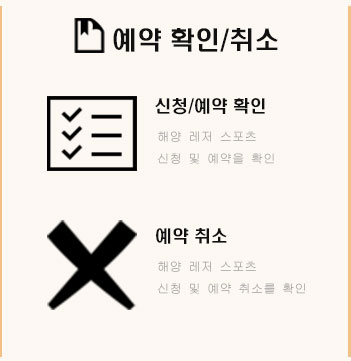 예약 확인/취소
신청/예약 확인
해양 레저 스포츠
신청 및 예약을 확인
예약 취소
해양 레저 스포츠
신청 및 예약 취소를 확인